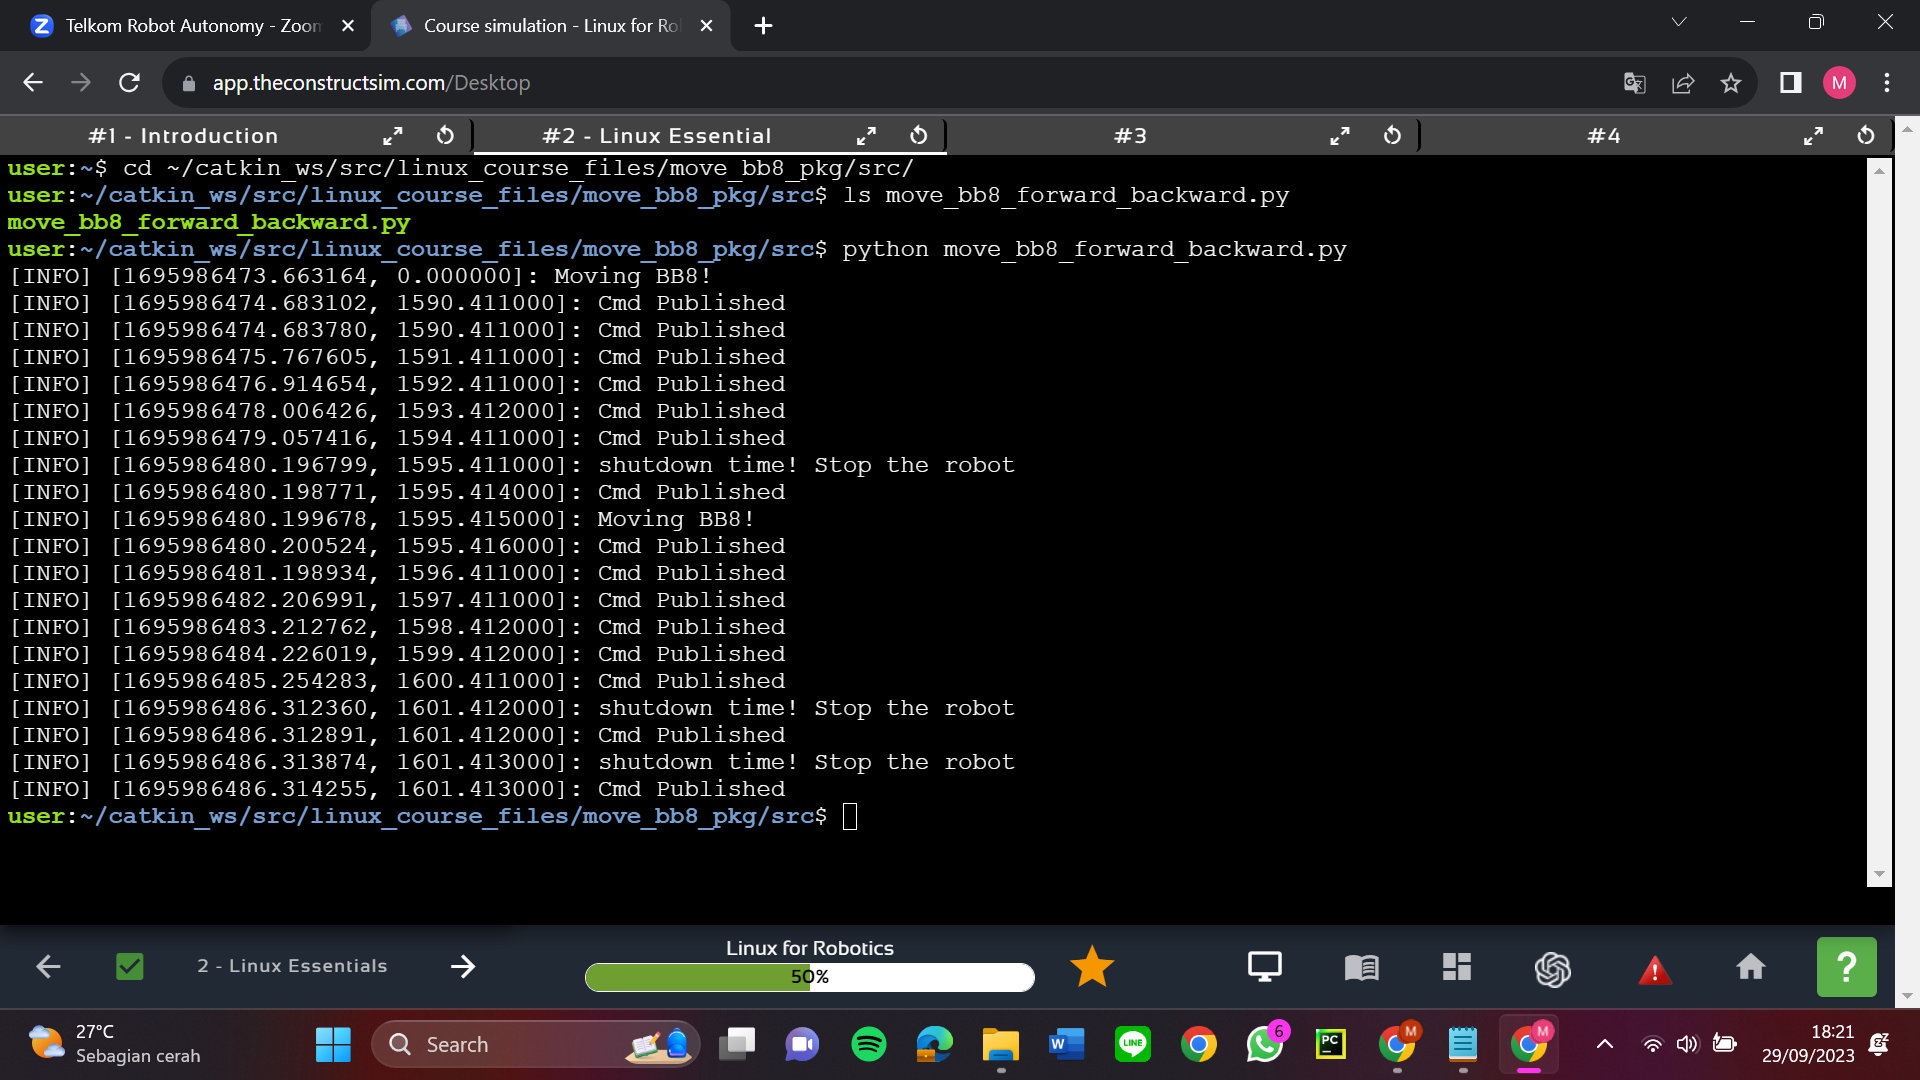 Telkom Robot Autonomy - Zoom
Course simulation - Linux for Ro
app.theconstructsim.com/Desktop
M
#1 - Introduction
#2 - Linux Essential
#3
#4
user:~$ cd ~/catkin_ws/src/linux_course_files/move_bb8_pkg/src/
user:~/catkin_ws/src/linux_course_files/move_bb8_pkg/src$ ls move_bb8_forward_backward.py
move_bb8_forward_backward.py
user:~/catkin_ws/src/linux_course_files/move_bb8_pkg/src$ python move_bb8_forward_backward.py
[INFO] [1695986473.663164, 0.000000]: Moving BB8!
[INFO] [1695986474.683102, 1590.411000]: Cmd Published
[INFO] [1695986474.683780, 1590.411000]: Cmd Published
[INFO] [1695986475.767605, 1591.411000]: Cmd Published
[INFO] [1695986476.914654, 1592.411000]: Cmd Published
[INFO] [1695986478.006426, 1593.412000]: Cmd Published
[INFO] [1695986479.057416, 1594.411000]: Cmd Published
[INFO] [1695986480.196799, 1595.411000]: shutdown time! Stop the robot
[INFO] [1695986480.198771, 1595.414000]: Cmd Published
[INFO] [1695986480.199678, 1595.415000]: Moving BB8!
[INFO] [1695986480.200524, 1595.416000]: Cmd Published
[INFO] [1695986481.198934, 1596.411000]: Cmd Published
[INFO] [1695986482.206991, 1597.411000]: Cmd Published
[INFO] [1695986483.212762, 1598.412000]: Cmd Published
[INFO] [1695986484.226019, 1599.412000]: Cmd Published
[INFO] [1695986485.254283, 1600.411000]: Cmd Published
[INFO] [1695986486.312360, 1601.412000]: shutdown time! Stop the robot
[INFO] [1695986486.312891, 1601.412000]: Cmd Published
[INFO] [1695986486.313874, 1601.413000]: shutdown time! Stop the robot
[INFO] [1695986486.314255, 1601.413000]: Cmd Published
user:~/catkin_ws/src/linux_course_files/move_bb8_pkg/src$
2 - Linux Essentials
Linux for Robotics
50%
?
27°C
Sebagian cerah
Search
W
LINE
6
PC
M
M
18:21
29/09/2023